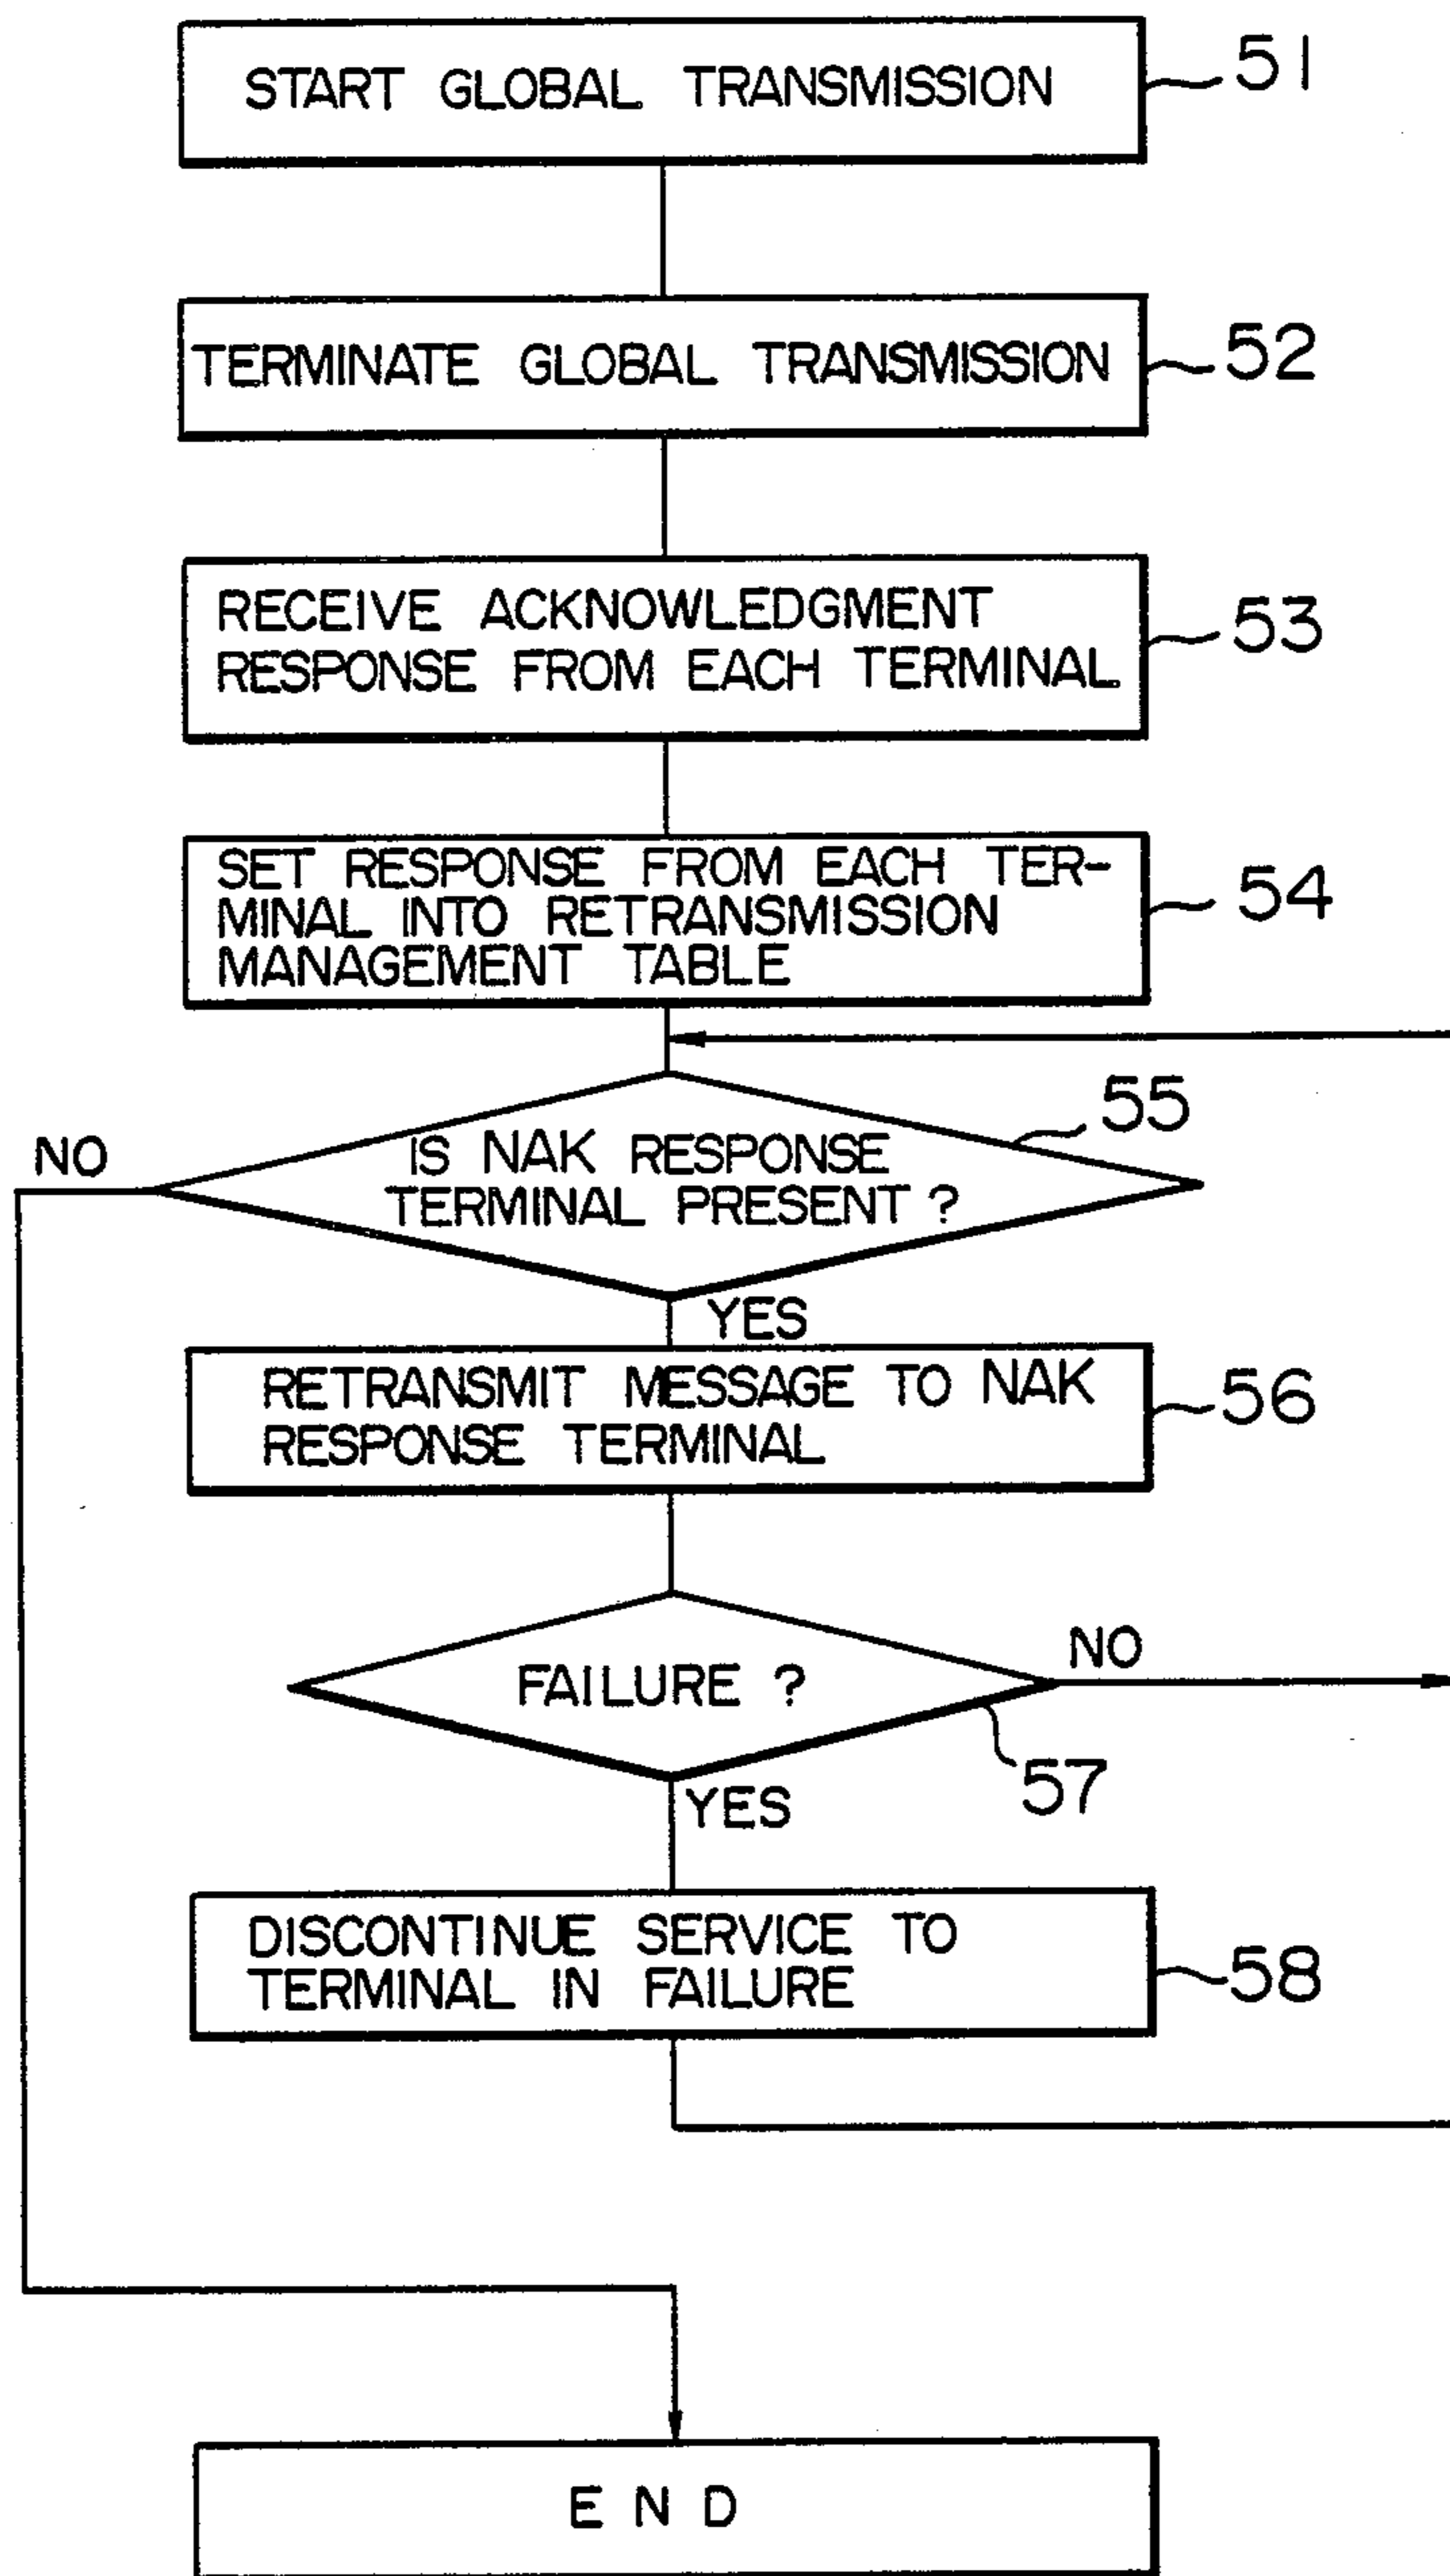 START GLOBAL TRANSMISSION
51
TERMINATE GLOBAL TRANSMISSION
52
RECEIVE ACKNOWLEDGMENT
RESPONSE FROM EACH TERMINAL
53
SET RESPONSE FROM EACH TER-
MINAL INTO RETRANSMISSION
MANAGEMENT TABLE
54
55
NO
IS NAK RESPONSE
TERMINAL PRESENT ?
YES
RETRANSMIT MESSAGE TO NAK
RESPONSE TERMINAL
56
FAILURE ?
NO
57
YES
DISCONTINUE SERVICE TO
TERMINAL IN FAILURE
58
END